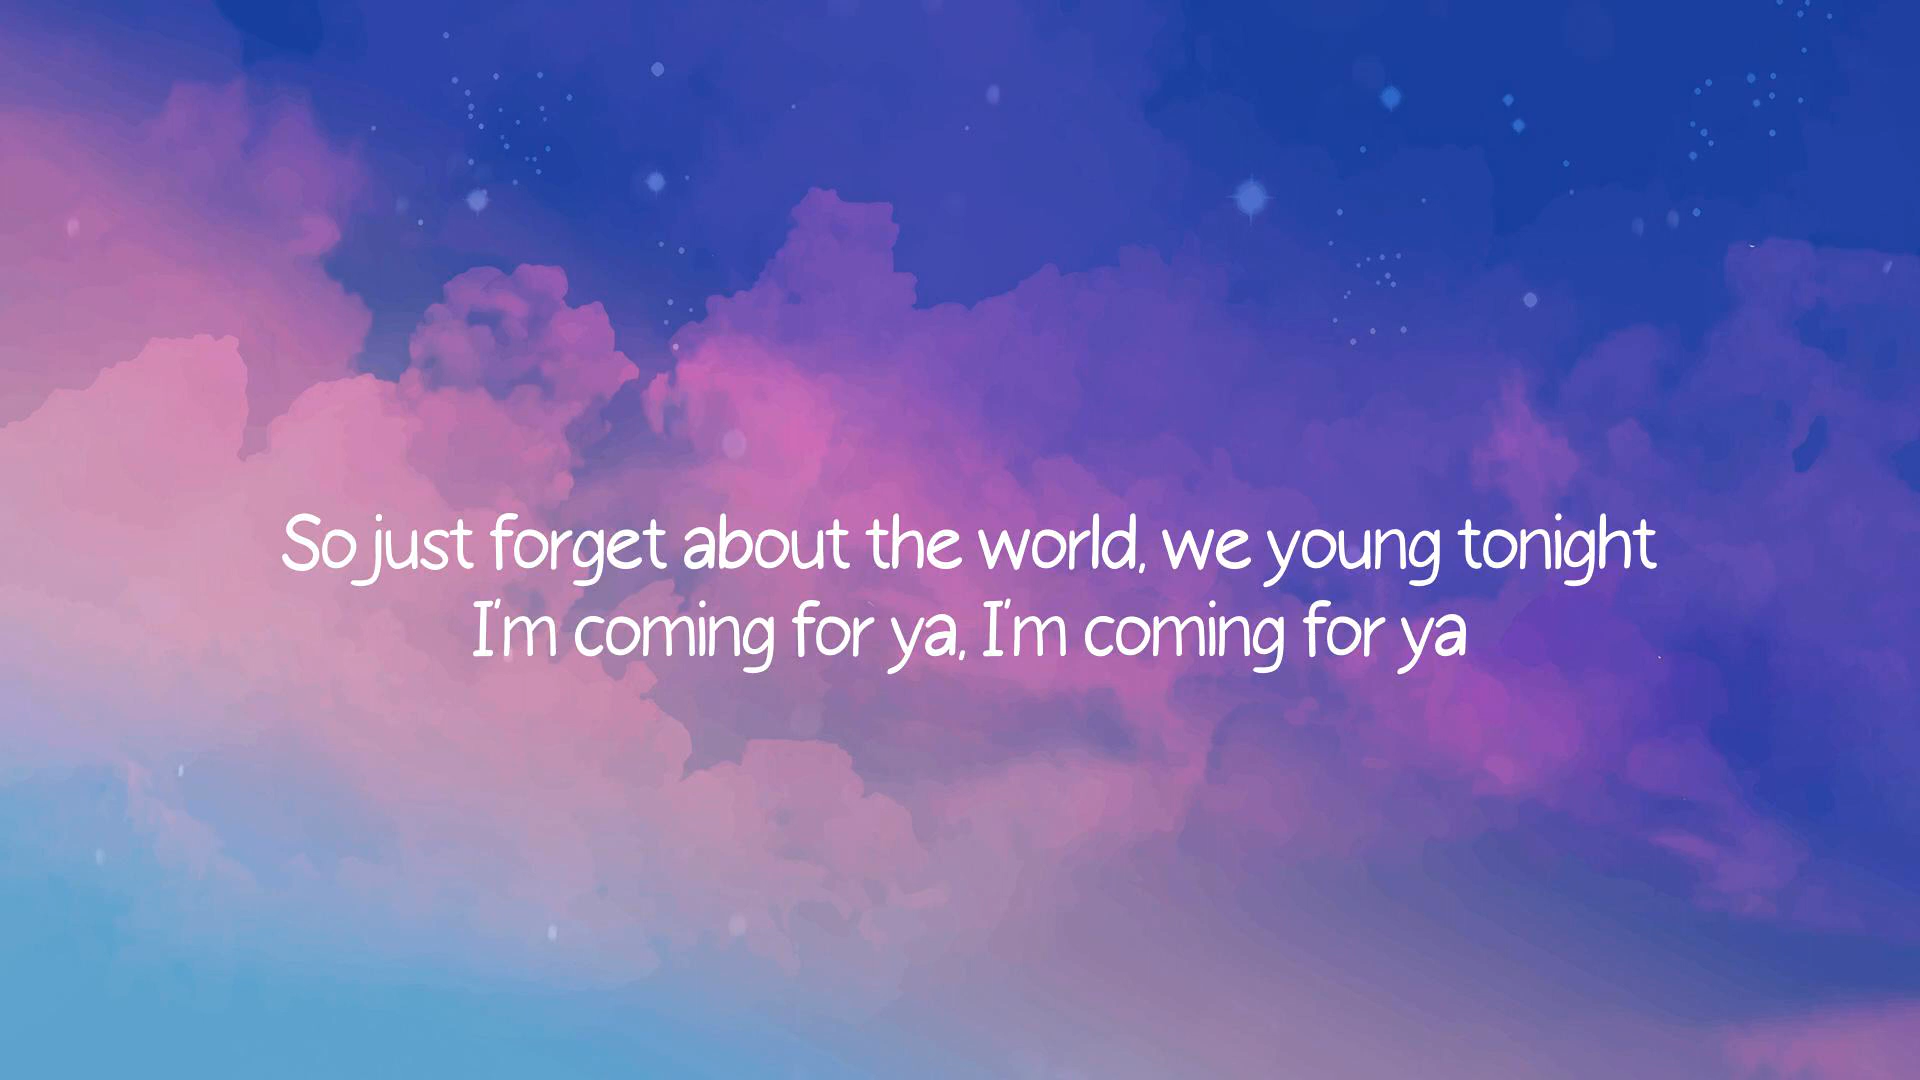 So just forget about the world, we young tonight
I'm coming for ya, I'm coming for ya